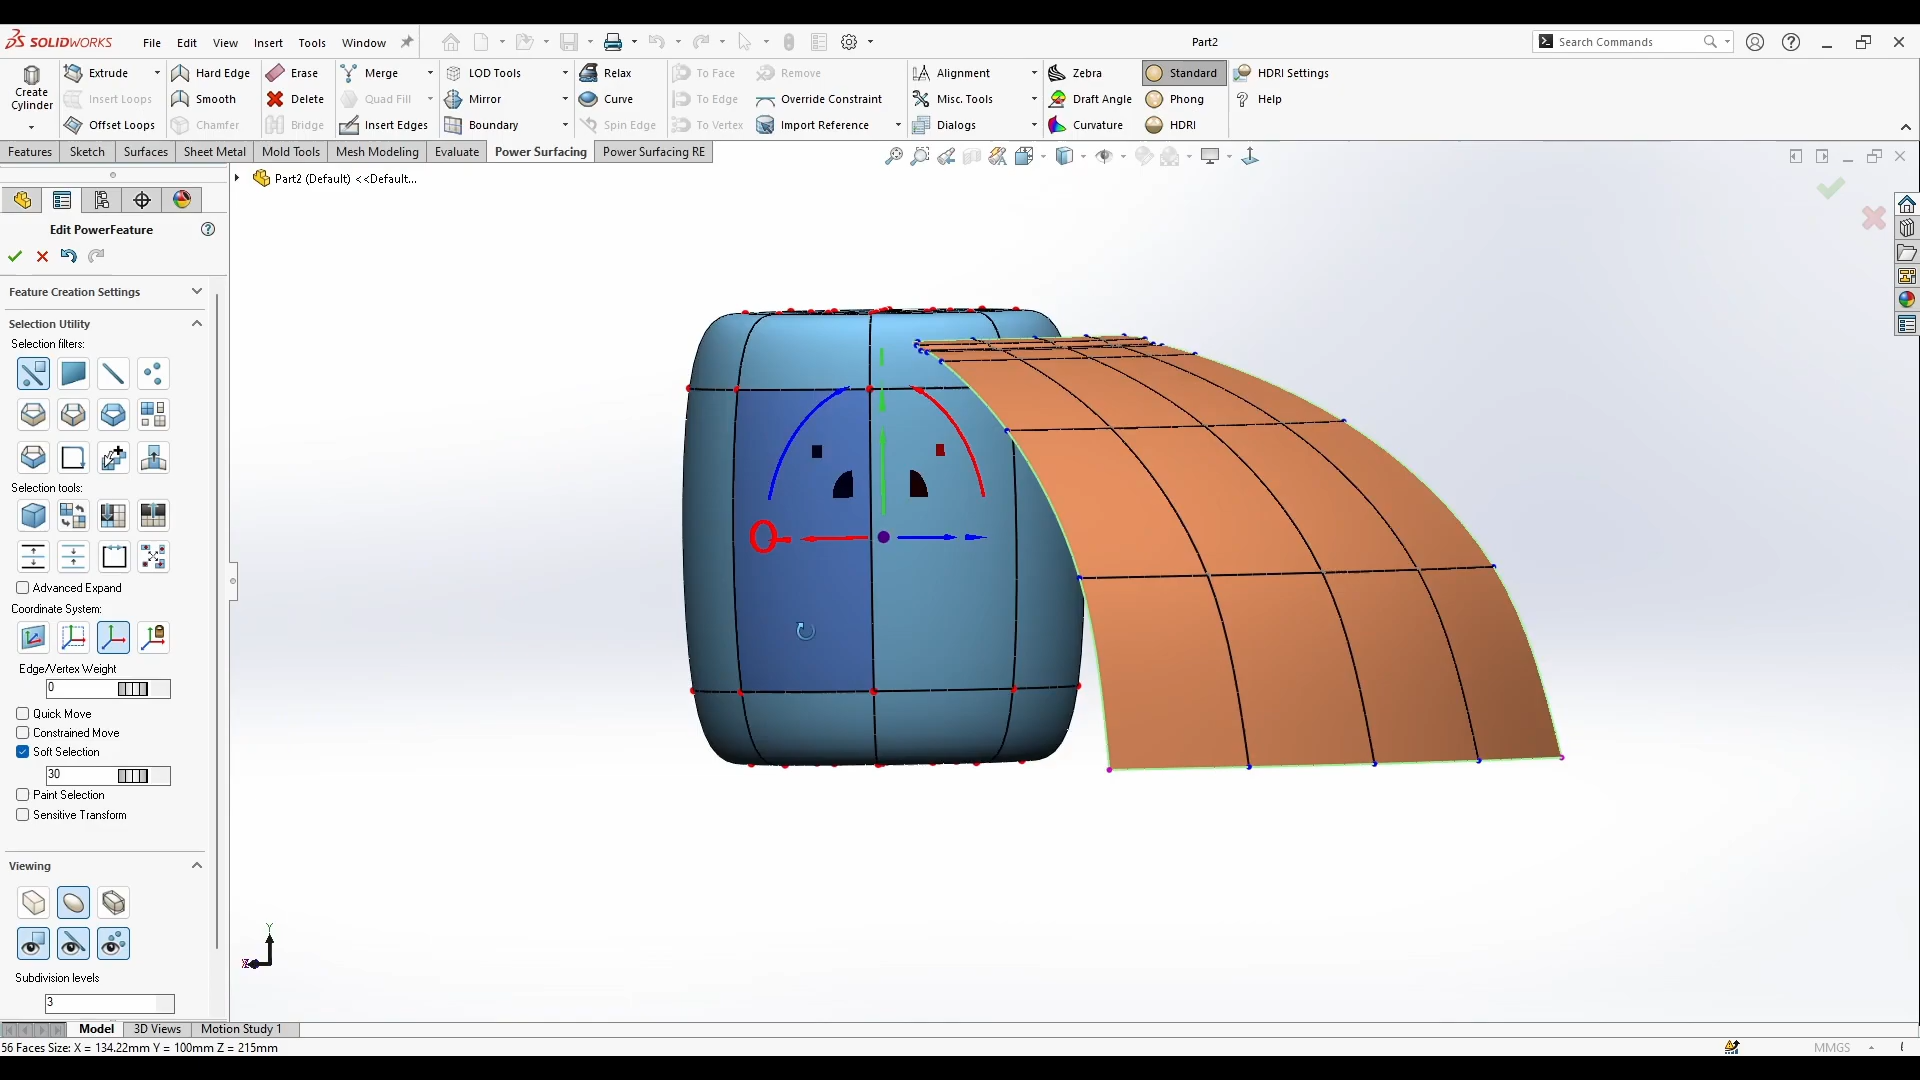 SOLIDWORKS File Edit View Insert Tools Window Part2 Search Commands
Create Cylinder
Extrude Hard Edge Erase Merge LOD Tools Relax To Face Remove Alignment Zebra Standard HDRI Settings
Insert Loops Smooth Delete Quad Fill Mirror Curve To Edge Override Constraint Misc. Tools Draft Angle Phong Help
Offset Loops Chamfer Bridge Insert Edges Boundary Spin Edge To Vertex Import Reference Dialogs Curvature HDRI
Features Sketch Surfaces Sheet Metal Mold Tools Mesh Modeling Evaluate Power Surfacing Power Surfacing RE
Part2 (Default) <<Default...
Edit PowerFeature
Feature Creation Settings
Selection Utility
Selection filters:
Selection tools:
Advanced Expand
Coordinate System:
Edge/Vertex Weight
0
Quick Move
Constrained Move
Soft Selection
30
Paint Selection
Sensitive Transform
Viewing
Y
Z
Subdivision levels
3
Model 3D Views Motion Study 1
56 Faces Size: X = 134.22mm Y = 100mm Z = 215mm MMGS